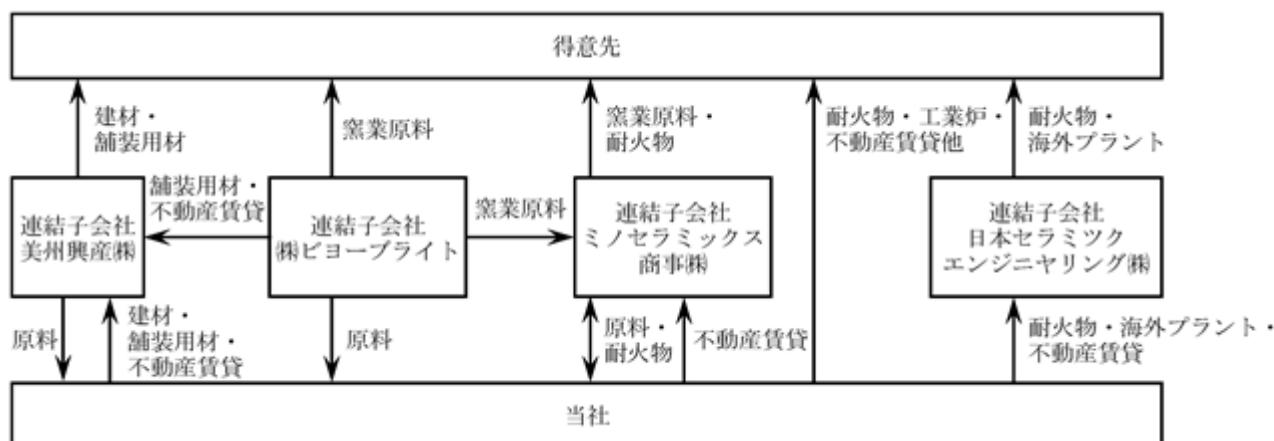 得意先
建材・
舗装用材
窯業原料
窯業原料・
耐火物
耐火物・工業炉・
不動産賃貸他
耐火物・
海外プラント
連結子会社
美州興産㈱
舗装用材・
不動産賃貸
連結子会社
㈱ビヨーブライト
窯業原料
連結子会社
ミノセラミックス
商事㈱
連結子会社
日本セラミツク
エンジニヤリング㈱
原料
建材・
舗装用材・
不動産賃貸
原料
原料・
耐火物
不動産賃貸
耐火物・海外プラント・
不動産賃貸
当社